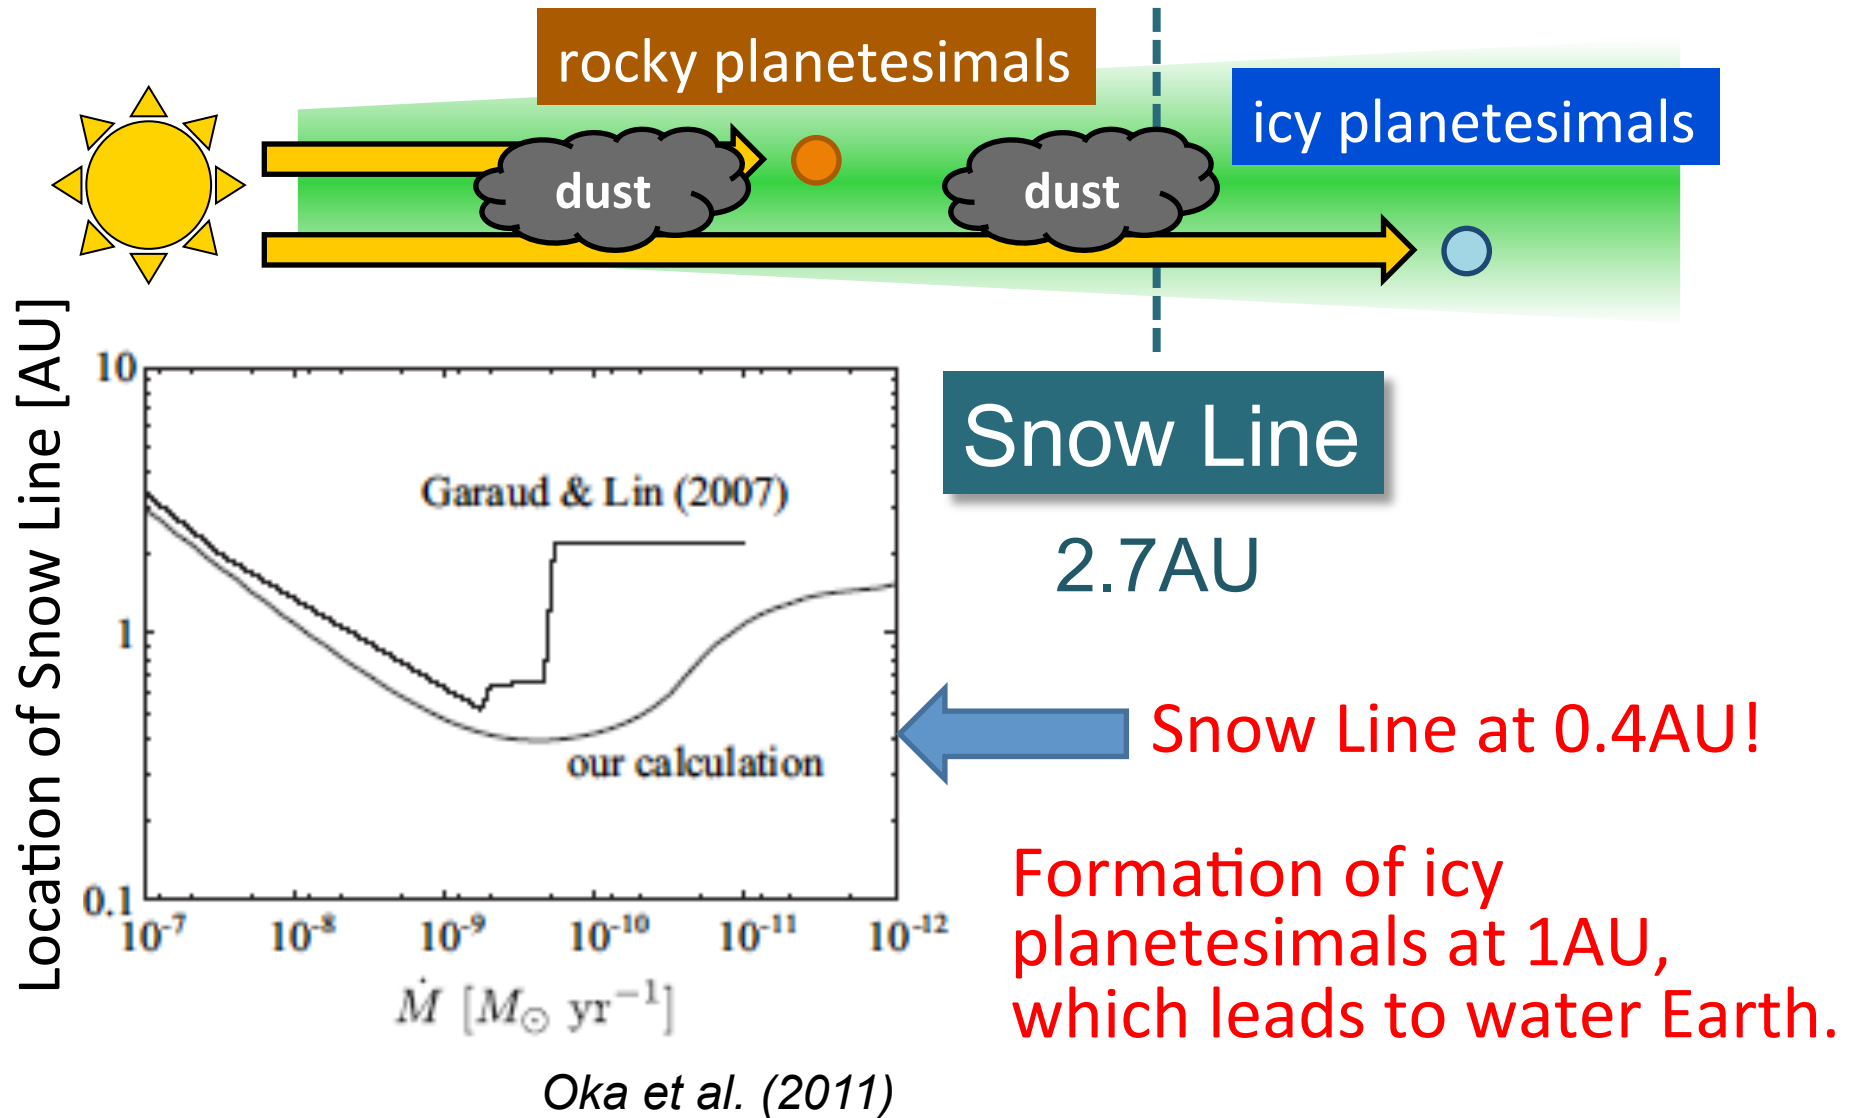 rocky planetesimals
icy planetesimals
dust
dust
Location of Snow Line [AU]
10
1
0.1
Garaud & Lin (2007)
our calculation
10⁻⁷ 10⁻⁸ 10⁻⁹ 10⁻¹⁰ 10⁻¹¹ 10⁻¹²
Ṁ [M☉ yr⁻¹]
Oka et al. (2011)
Snow Line
2.7AU
Snow Line at 0.4AU!
Formation of icy
planetesimals at 1AU,
which leads to water Earth.